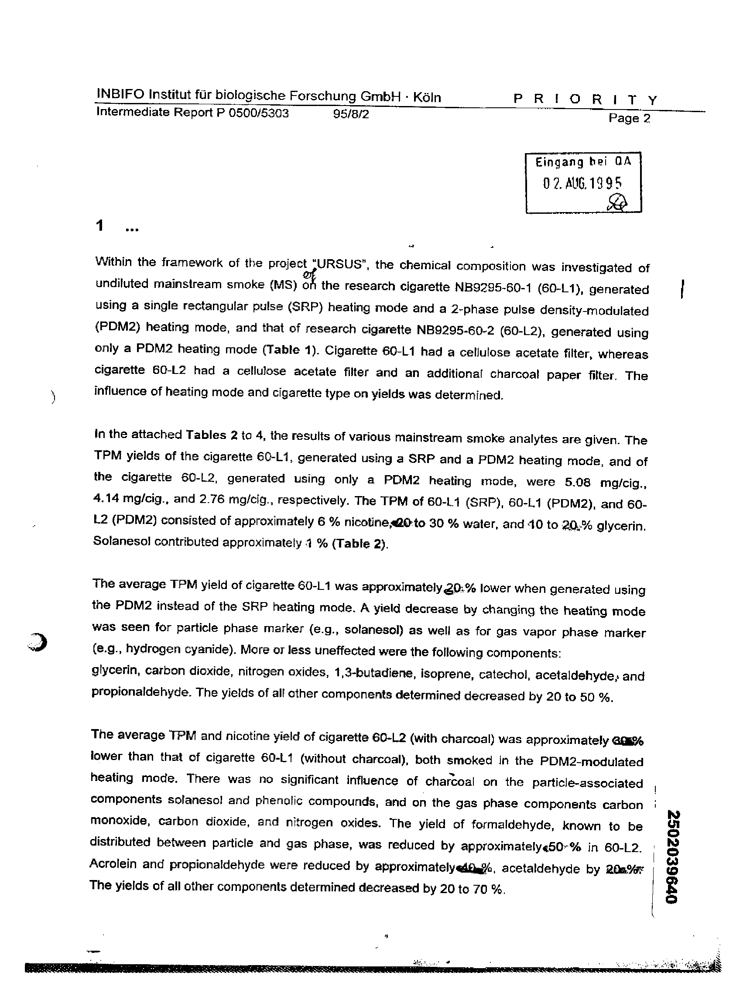 INBIFO Institut für biologische Forschung GmbH · Köln P R I O R I T Y
Intermediate Report P 0500/5303 95/8/2 Page 2
Eingang bei QA
02. AUG. 1995
1 ...
Within the framework of the project "URSUS", the chemical composition was investigated of
of
undiluted mainstream smoke (MS) on the research cigarette NB9295-60-1 (60-L1), generated
using a single rectangular pulse (SRP) heating mode and a 2-phase pulse density-modulated
(PDM2) heating mode, and that of research cigarette NB9295-60-2 (60-L2), generated using
only a PDM2 heating mode (Table 1). Cigarette 60-L1 had a cellulose acetate filter, whereas
cigarette 60-L2 had a cellulose acetate filter and an additional charcoal paper filter. The
influence of heating mode and cigarette type on yields was determined.
In the attached Tables 2 to 4, the results of various mainstream smoke analytes are given. The
TPM yields of the cigarette 60-L1, generated using a SRP and a PDM2 heating mode, and of
the cigarette 60-L2, generated using only a PDM2 heating mode, were 5.08 mg/cig.,
4.14 mg/cig., and 2.76 mg/cig., respectively. The TPM of 60-L1 (SRP), 60-L1 (PDM2), and 60-
L2 (PDM2) consisted of approximately 6 % nicotine, 20 to 30 % water, and 10 to 20 % glycerin.
Solanesol contributed approximately 1 % (Table 2).
The average TPM yield of cigarette 60-L1 was approximately 20 % lower when generated using
the PDM2 instead of the SRP heating mode. A yield decrease by changing the heating mode
was seen for particle phase marker (e.g., solanesol) as well as for gas vapor phase marker
(e.g., hydrogen cyanide). More or less uneffected were the following components:
glycerin, carbon dioxide, nitrogen oxides, 1,3-butadiene, isoprene, catechol, acetaldehyde, and
propionaldehyde. The yields of all other components determined decreased by 20 to 50 %.
The average TPM and nicotine yield of cigarette 60-L2 (with charcoal) was approximately %
lower than that of cigarette 60-L1 (without charcoal), both smoked in the PDM2-modulated
heating mode. There was no significant influence of charcoal on the particle-associated
components solanesol and phenolic compounds, and on the gas phase components carbon
monoxide, carbon dioxide, and nitrogen oxides. The yield of formaldehyde, known to be
distributed between particle and gas phase, was reduced by approximately 50 % in 60-L2.
Acrolein and propionaldehyde were reduced by approximately %, acetaldehyde by 20 %.
The yields of all other components determined decreased by 20 to 70 %.
2502039640